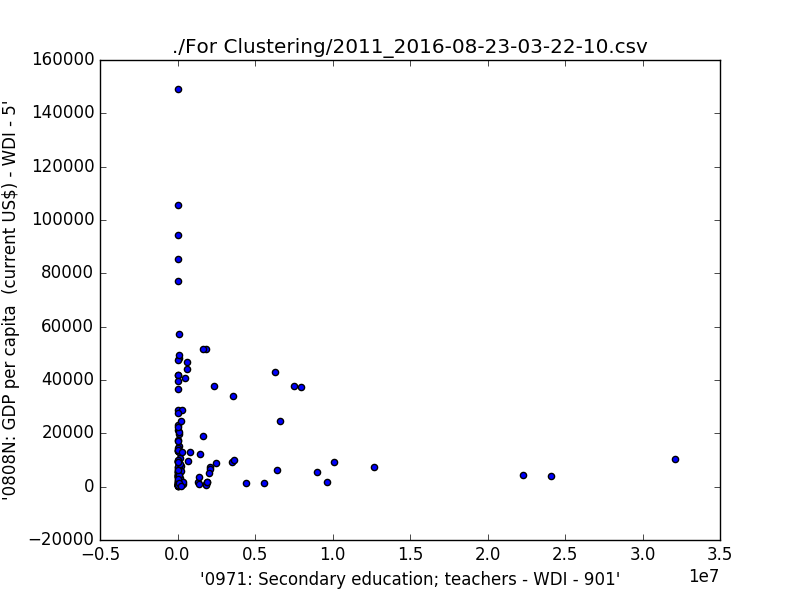 ./For Clustering/2011_2016-08-23-03-22-10.csv
160000
140000
120000
100000
80000
60000
40000
20000
0
−20000
'0808N: GDP per capita  (current US$) - WDI - 5'
−0.5 0.0 0.5 1.0 1.5 2.0 2.5 3.0 3.5
1e7
'0971: Secondary education; teachers - WDI - 901'